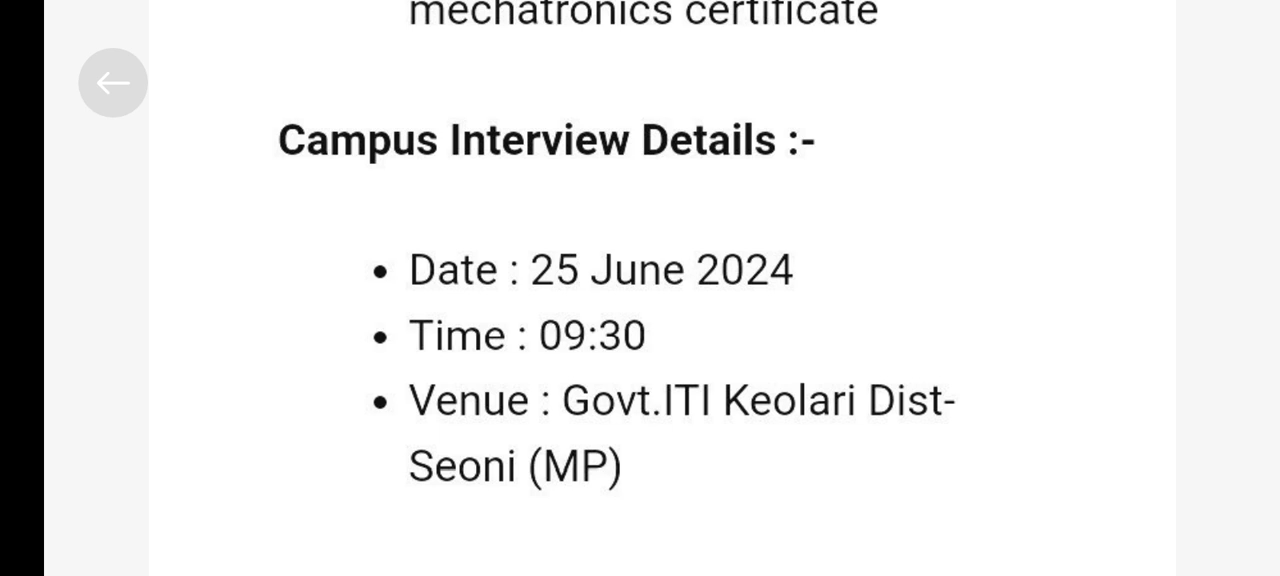 mechatronics certificate
Campus Interview Details :-
• Date : 25 June 2024
• Time : 09:30
• Venue : Govt.ITI Keolari Dist-
Seoni (MP)